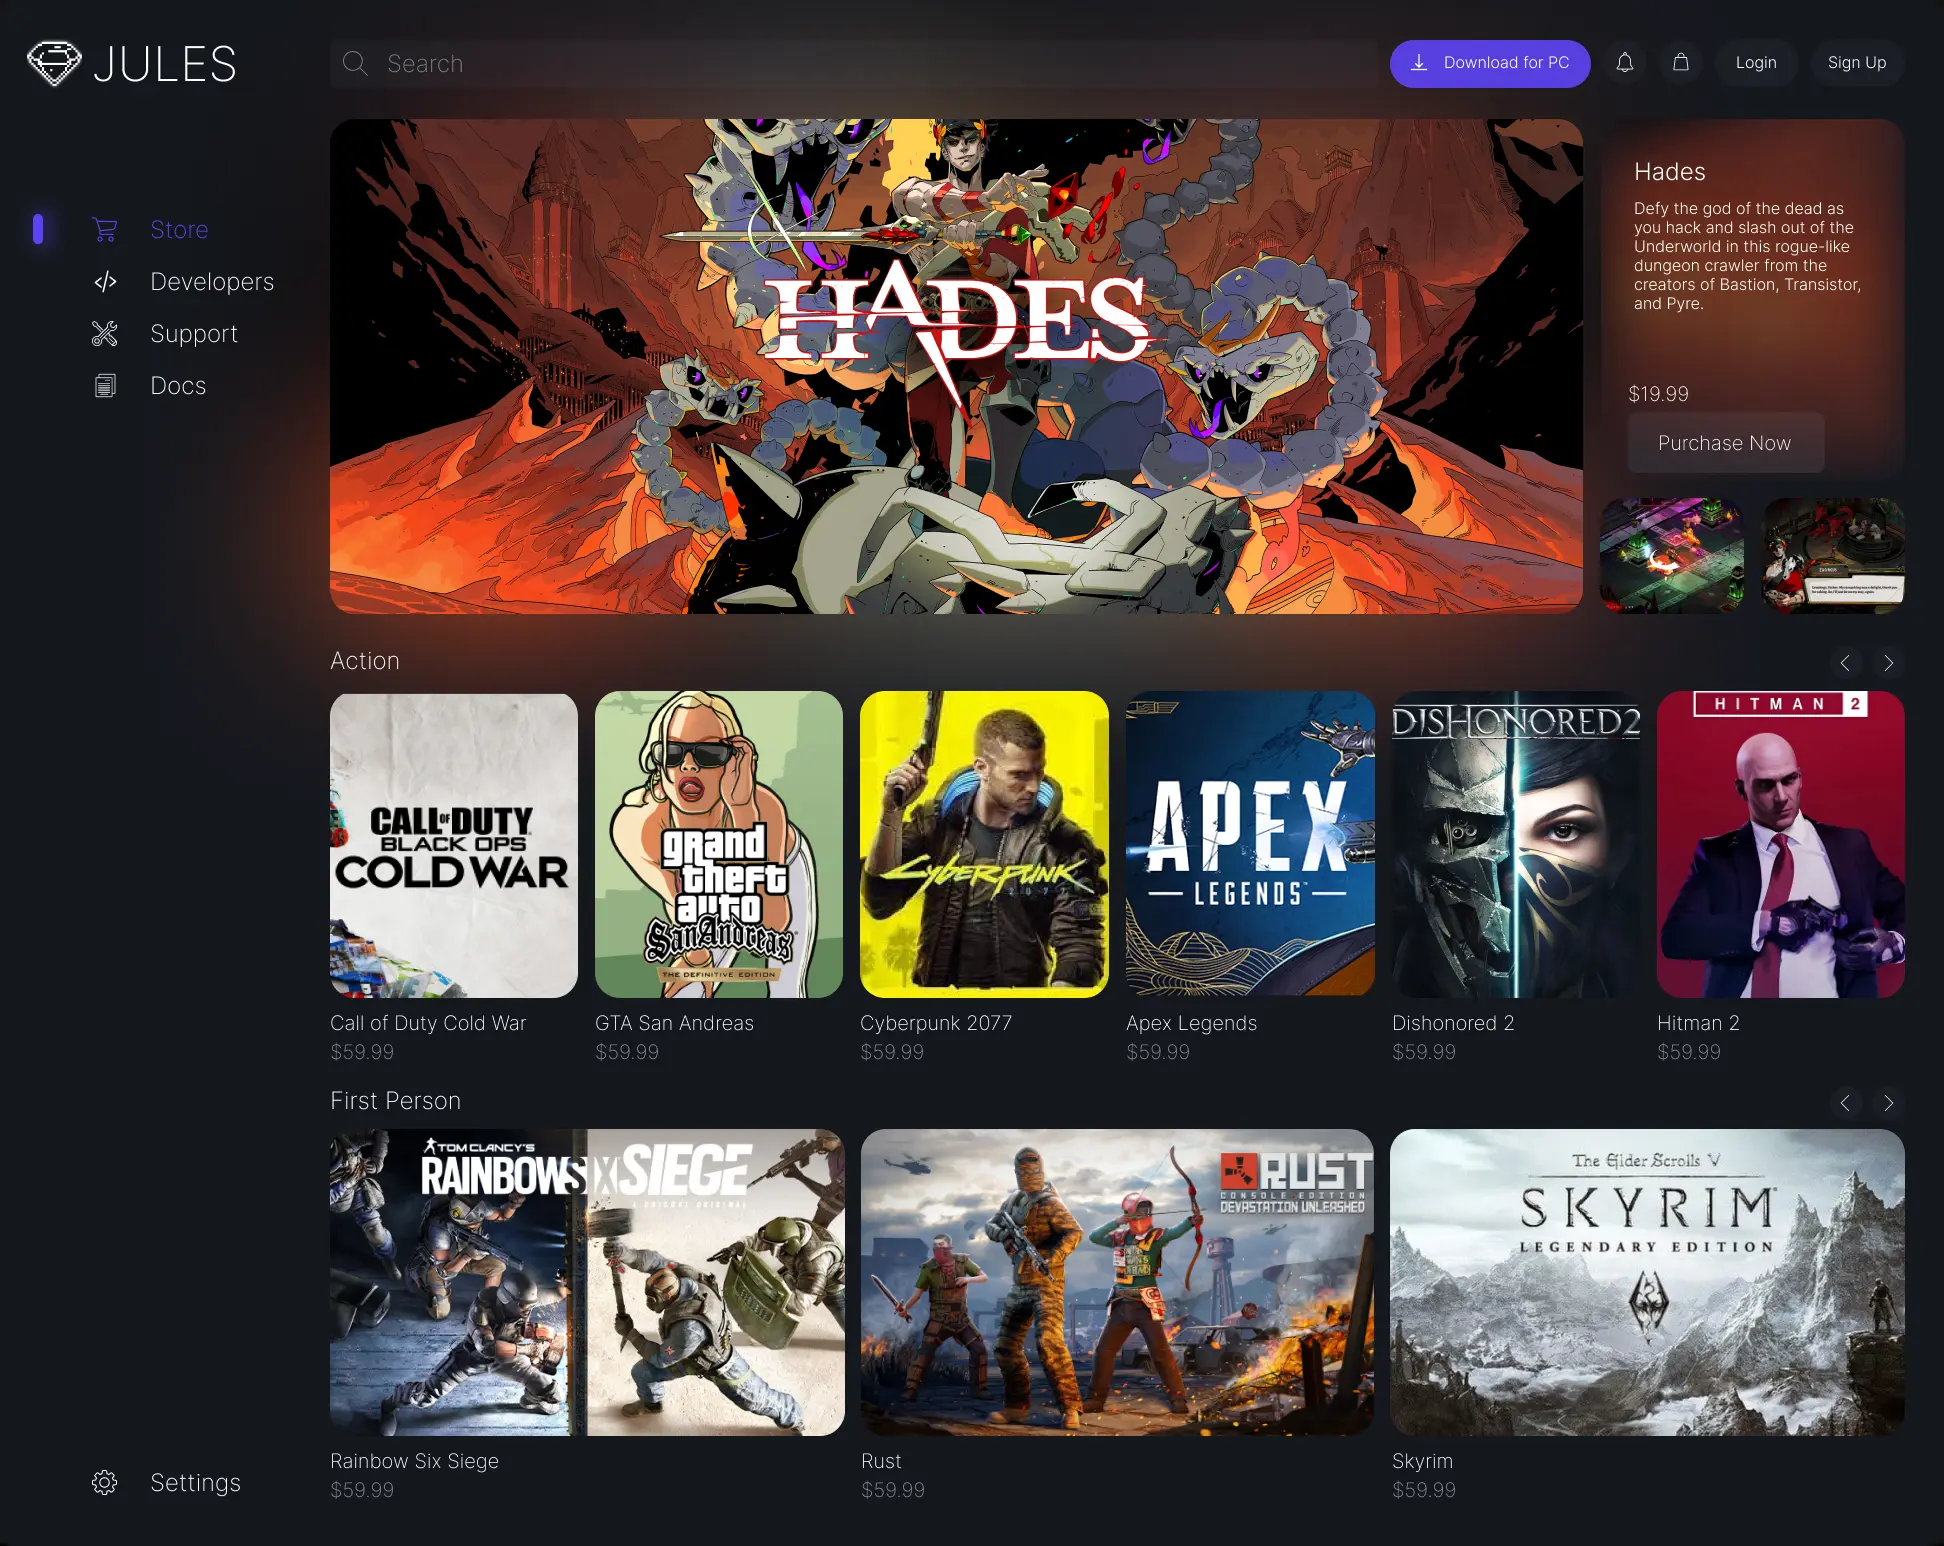 JULES
Search
Download for PC
Login
Sign Up
Store
Developers
Support
Docs
Settings
HADES
Hades
Defy the god of the dead as
you hack and slash out of the
Underworld in this rogue-like
dungeon crawler from the
creators of Bastion, Transistor,
and Pyre.
$19.99
Purchase Now
Action
CALL OF DUTY
BLACK OPS
COLD WAR
Call of Duty Cold War
$59.99
grand
theft
auto
San Andreas
THE DEFINITIVE EDITION
GTA San Andreas
$59.99
Cyberpunk
2077
Cyberpunk 2077
$59.99
APEX
LEGENDS™
Apex Legends
$59.99
DISHONORED2
Dishonored 2
$59.99
HITMAN 2
Hitman 2
$59.99
First Person
TOM CLANCY'S
RAINBOW SIX SIEGE
A UBISOFT ORIGINAL
Rainbow Six Siege
$59.99
RUST
CONSOLE EDITION
DEVASTATION UNLEASHED
Rust
$59.99
The Elder Scrolls V
SKYRIM
LEGENDARY EDITION
Skyrim
$59.99